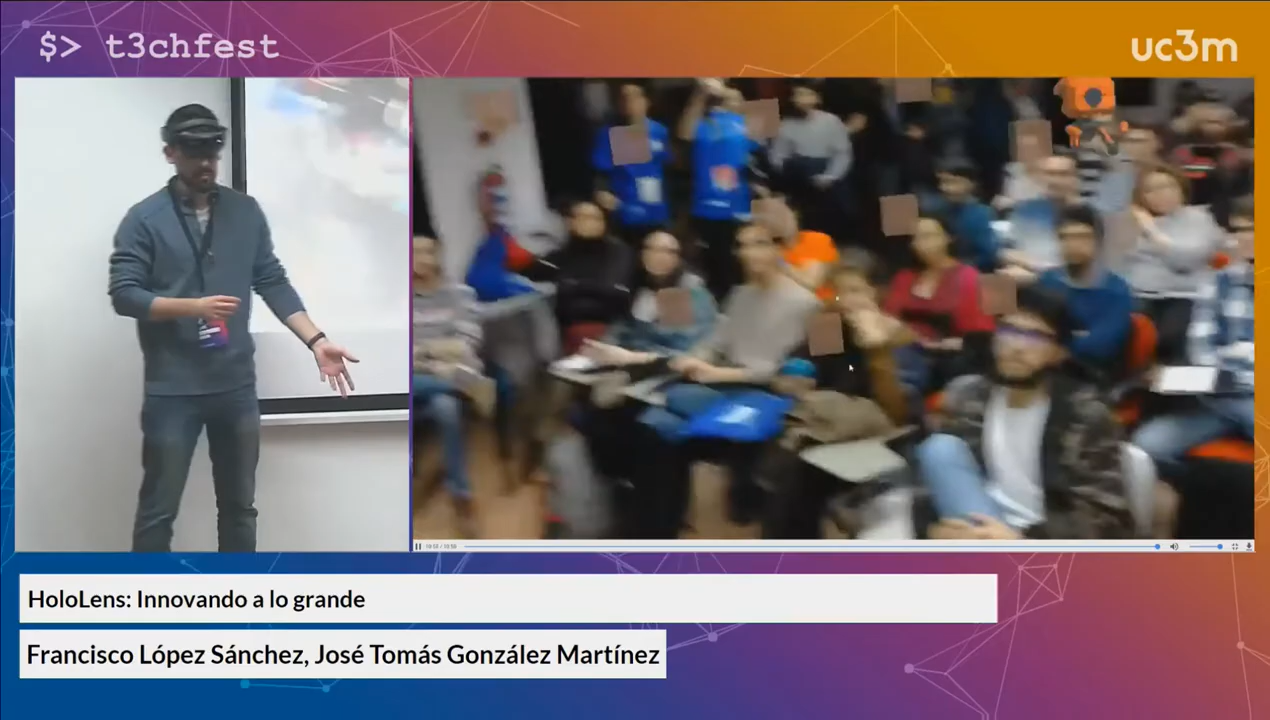 $> t3chfest
uc3m
HoloLens: Innovando a lo grande
Francisco López Sánchez, José Tomás González Martínez